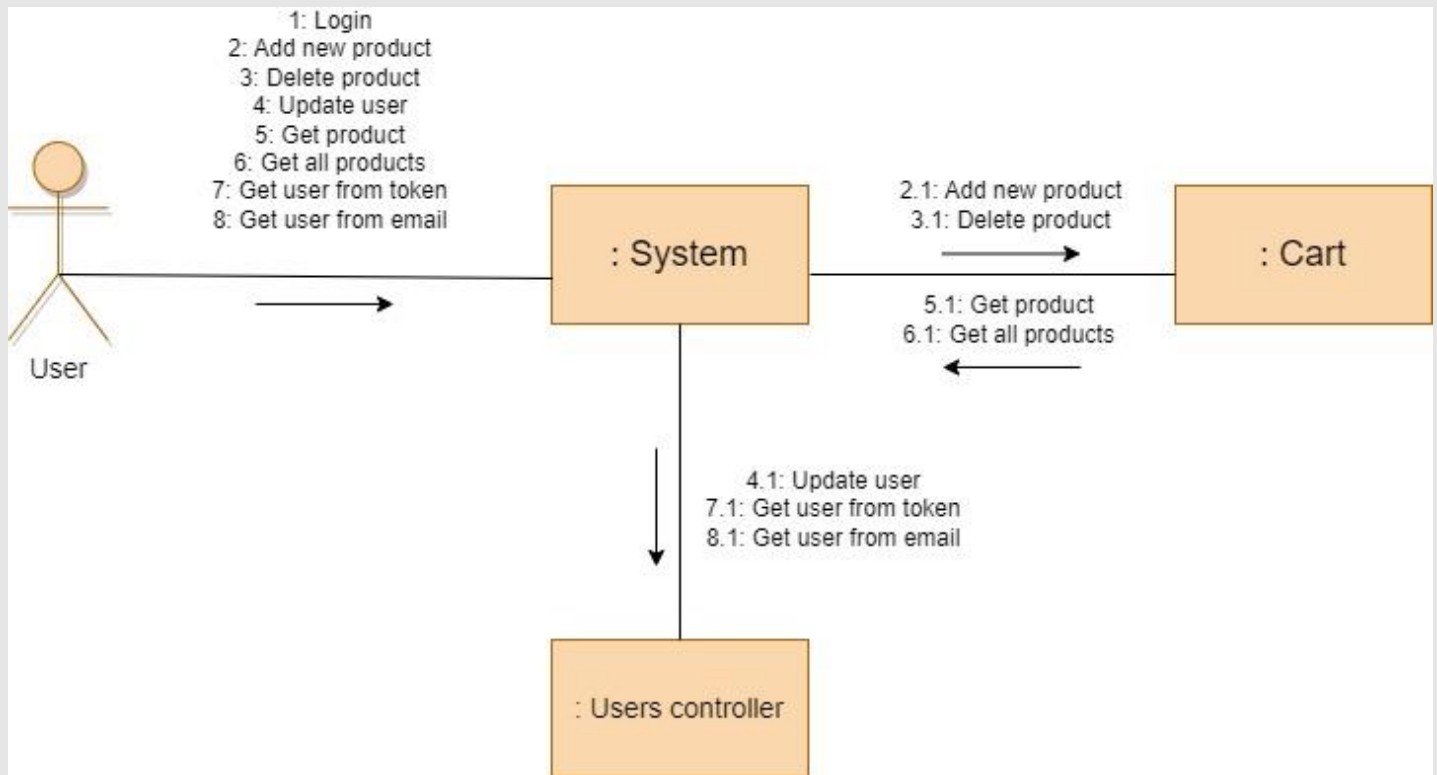 1: Login
2: Add new product
3: Delete product
4: Update user
5: Get product
6: Get all products
7: Get user from token
8: Get user from email
User
: System
2.1: Add new product
3.1: Delete product
: Cart
5.1: Get product
6.1: Get all products
4.1: Update user
7.1: Get user from token
8.1: Get user from email
: Users controller